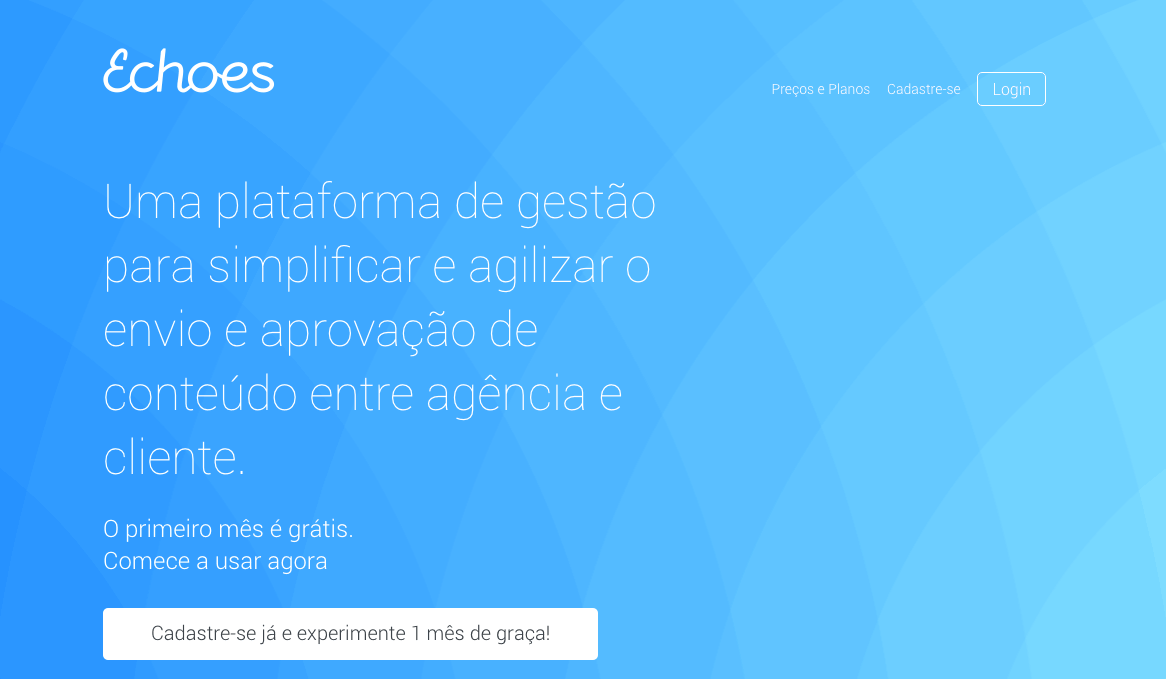 Echoes
Preços e Planos
Cadastre-se
Login
Uma plataforma de gestão
para simplificar e agilizar o
envio e aprovação de
conteúdo entre agência e
cliente.
O primeiro mês é grátis.
Comece a usar agora
Cadastre-se já e experimente 1 mês de graça!